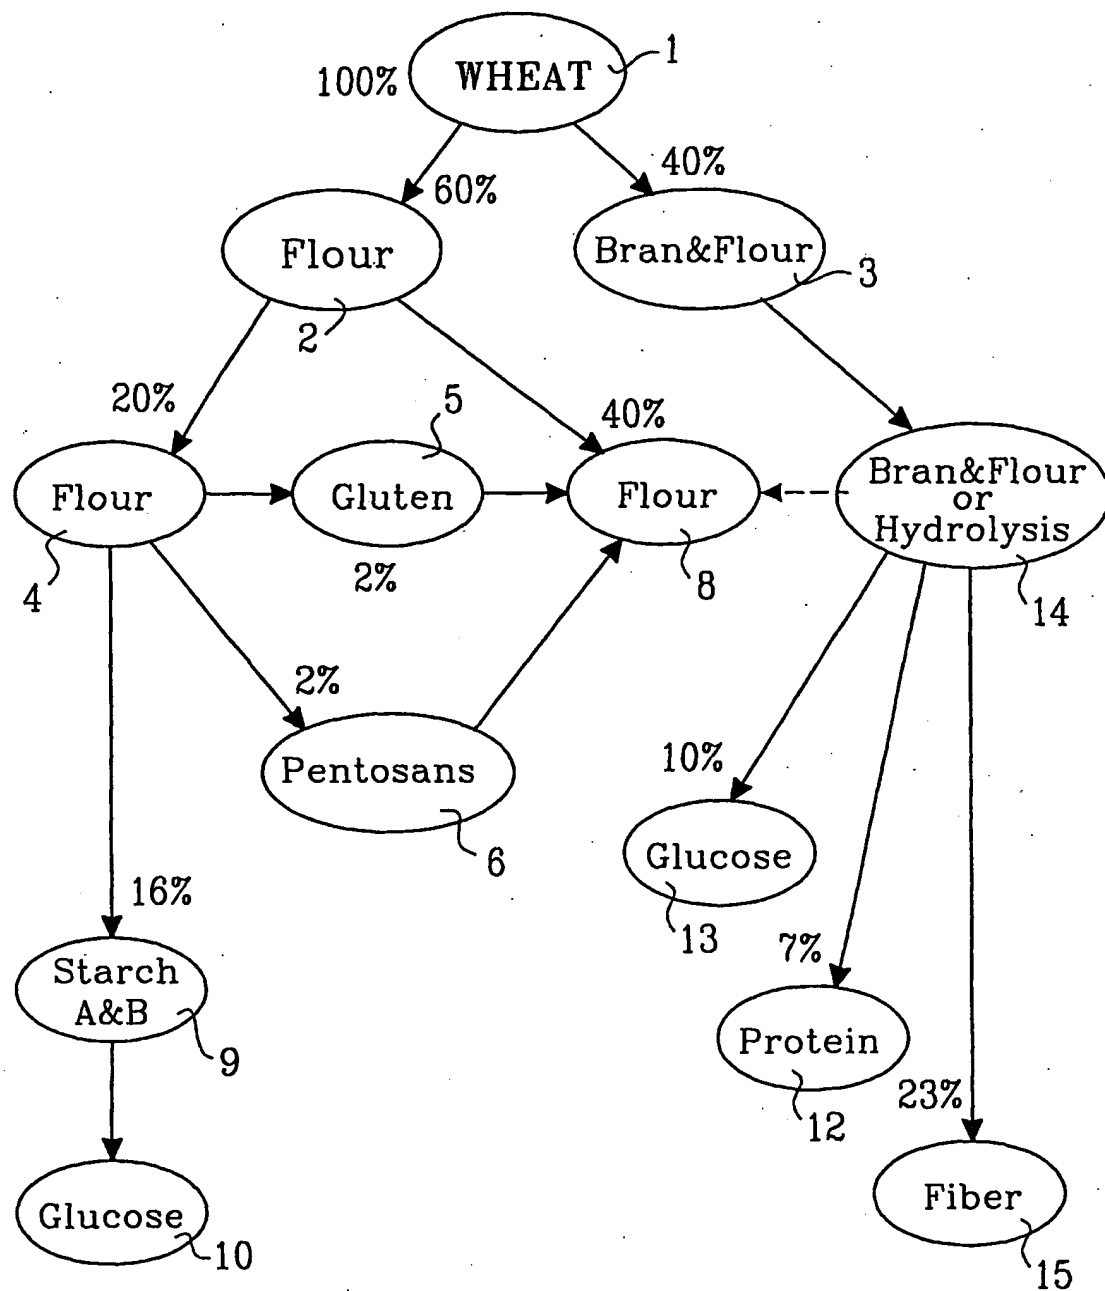 1
WHEAT
100%
40%
60%
Flour
Bran&Flour
3
2
20%
5
40%
Flour
Gluten
Flour
Bran&Flour
or
Hydrolysis
4
2%
8
14
2%
Pentosans
10%
6
Glucose
16%
13
7%
Starch
A&B
Protein
9
23%
12
Fiber
Glucose
10
15